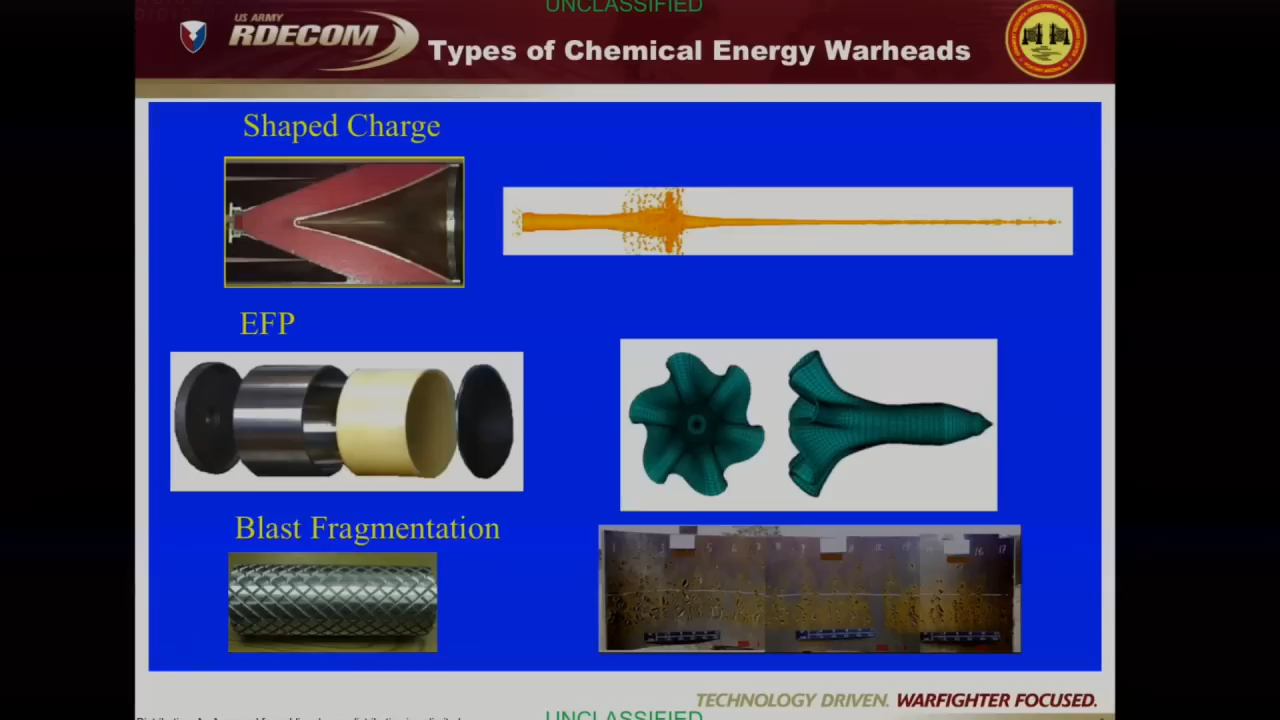 UNCLASSIFIED
US ARMY
RDECOM
Types of Chemical Energy Warheads
Shaped Charge
EFP
Blast Fragmentation
TECHNOLOGY DRIVEN. WARFIGHTER FOCUSED.
UNCLASSIFIED